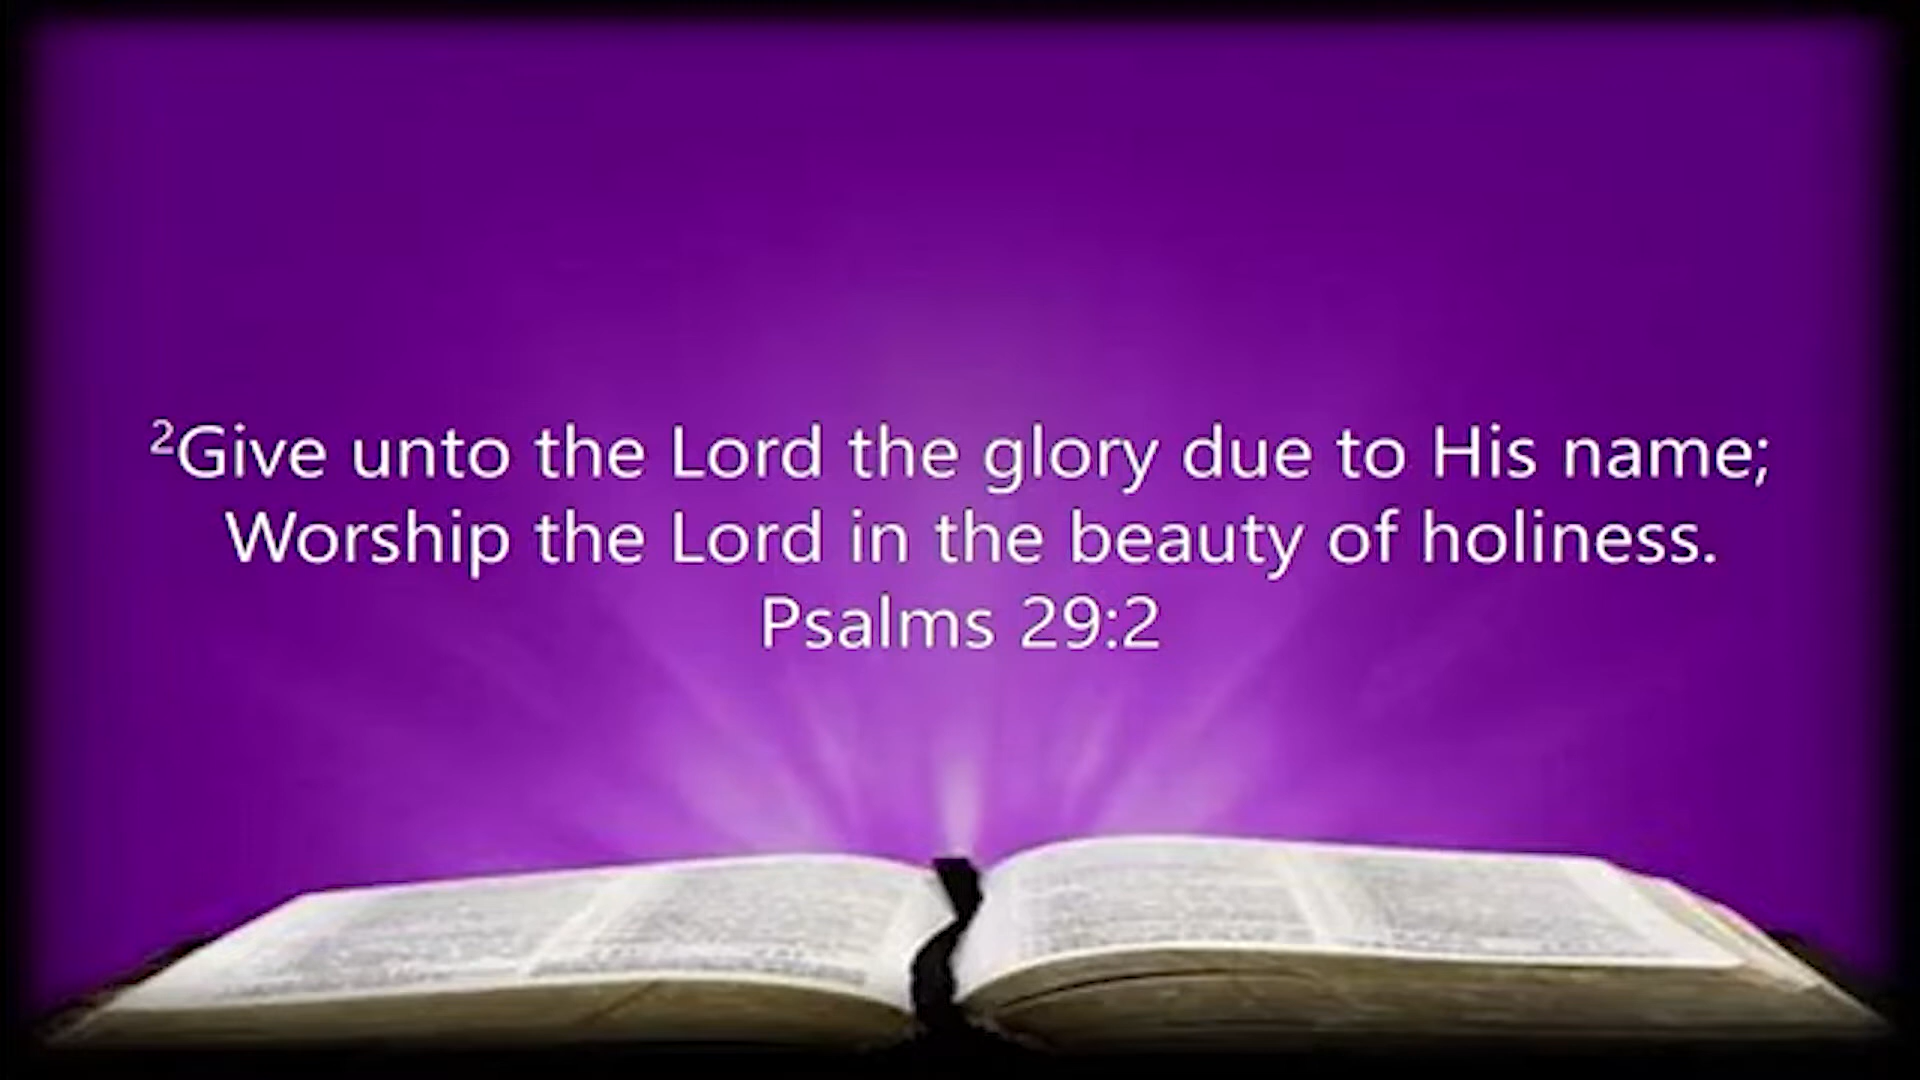 ²Give unto the Lord the glory due to His name;
Worship the Lord in the beauty of holiness.
Psalms 29:2